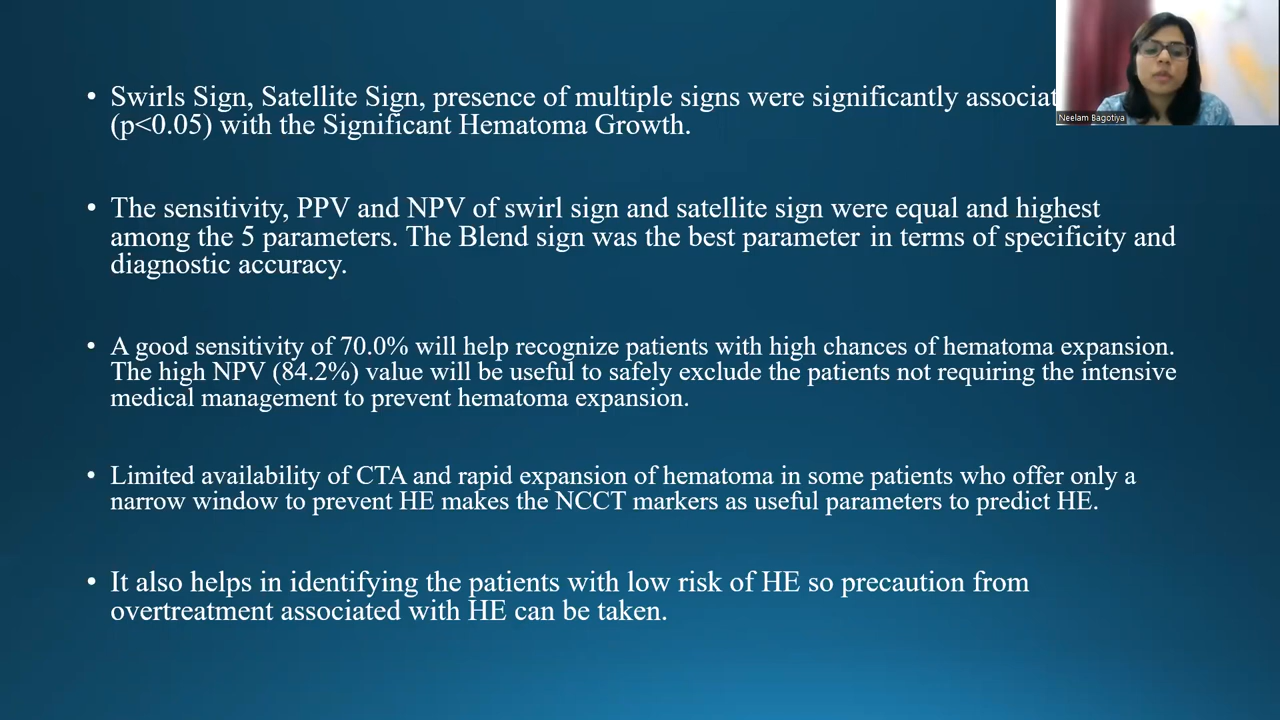 • Swirls Sign, Satellite Sign, presence of multiple signs were significantly
(p<0.05) with the Significant Hematoma Growth.
• The sensitivity, PPV and NPV of swirl sign and satellite sign were equal and highest
among the 5 parameters. The Blend sign was the best parameter in terms of specificity and
diagnostic accuracy.
• A good sensitivity of 70.0% will help recognize patients with high chances of hematoma expansion.
The high NPV (84.2%) value will be useful to safely exclude the patients not requiring the intensive
medical management to prevent hematoma expansion.
• Limited availability of CTA and rapid expansion of hematoma in some patients who offer only a
narrow window to prevent HE makes the NCCT markers as useful parameters to predict HE.
• It also helps in identifying the patients with low risk of HE so precaution from
overtreatment associated with HE can be taken.
Neelam Bagotiya